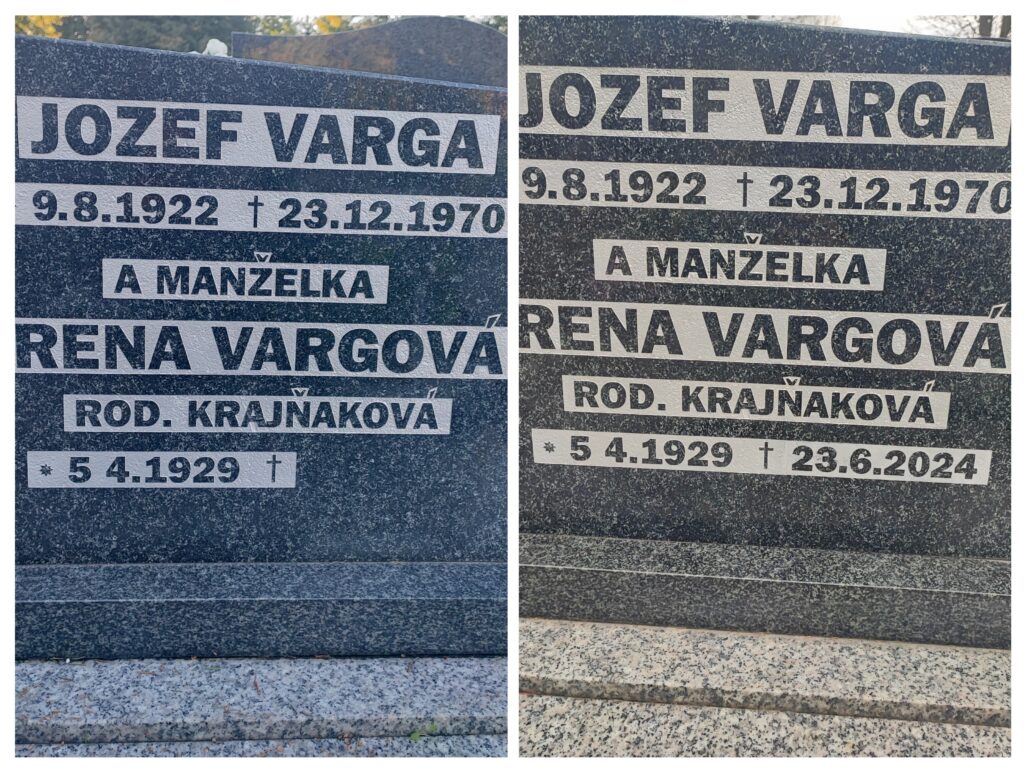 JOZEF VARGA
9.8.1922 † 23.12.1970
A MANŽELKA
RENA VARGOVÁ
ROD. KRAJŇAKOVÁ
* 5 4.1929 †
JOZEF VARGA
9.8.1922 † 23.12.1970
A MANŽELKA
RENA VARGOVÁ
ROD. KRAJŇAKOVÁ
* 5 4.1929 † 23.6.2024